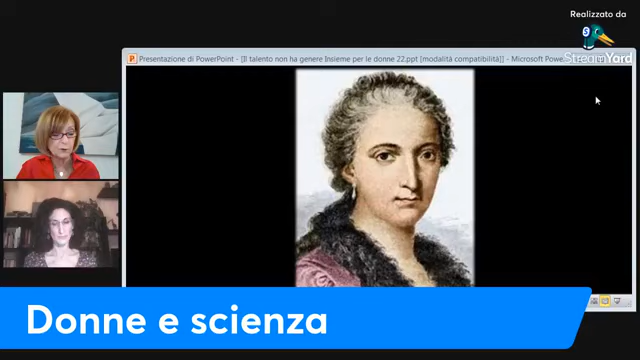 Realizzato da
StreamYard
Presentazione di PowerPoint - [Il talento non ha genere Insieme per le donne 22.ppt [modalità compatibilità]] - Microsoft Powe
Donne e scienza